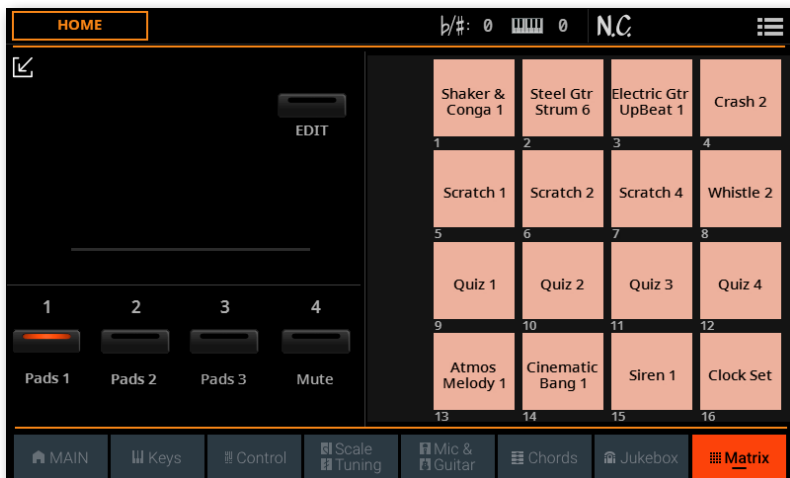 HOME
b/#: 0
0
N.C.
EDIT
Shaker &
Conga 1
1
Steel Gtr
Strum 6
2
Electric Gtr
UpBeat 1
3
Crash 2
4
Scratch 1
5
Scratch 2
6
Scratch 4
7
Whistle 2
8
Quiz 1
9
Quiz 2
10
Quiz 3
11
Quiz 4
12
Atmos
Melody 1
13
Cinematic
Bang 1
14
Siren 1
15
Clock Set
16
1
2
3
4
Pads 1
Pads 2
Pads 3
Mute
MAIN
Keys
Control
Scale
Tuning
Mic &
Guitar
Chords
Jukebox
Matrix